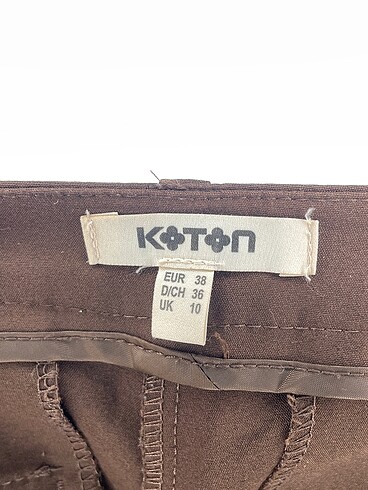 KOTON
EUR 38
D/CH 36
UK 10